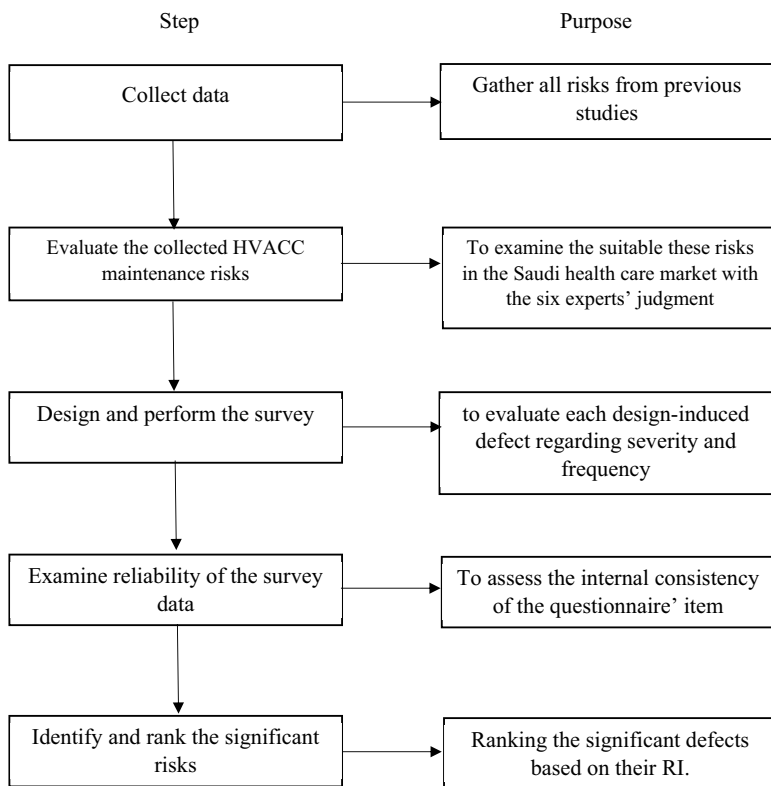 Step
Purpose
Collect data
Gather all risks from previous
studies
Evaluate the collected HVACC
maintenance risks
To examine the suitable these risks
in the Saudi health care market with
the six experts’ judgment
Design and perform the survey
to evaluate each design-induced
defect regarding severity and
frequency
Examine reliability of the survey
data
To assess the internal consistency
of the questionnaire’ item
Identify and rank the significant
risks
Ranking the significant defects
based on their RI.